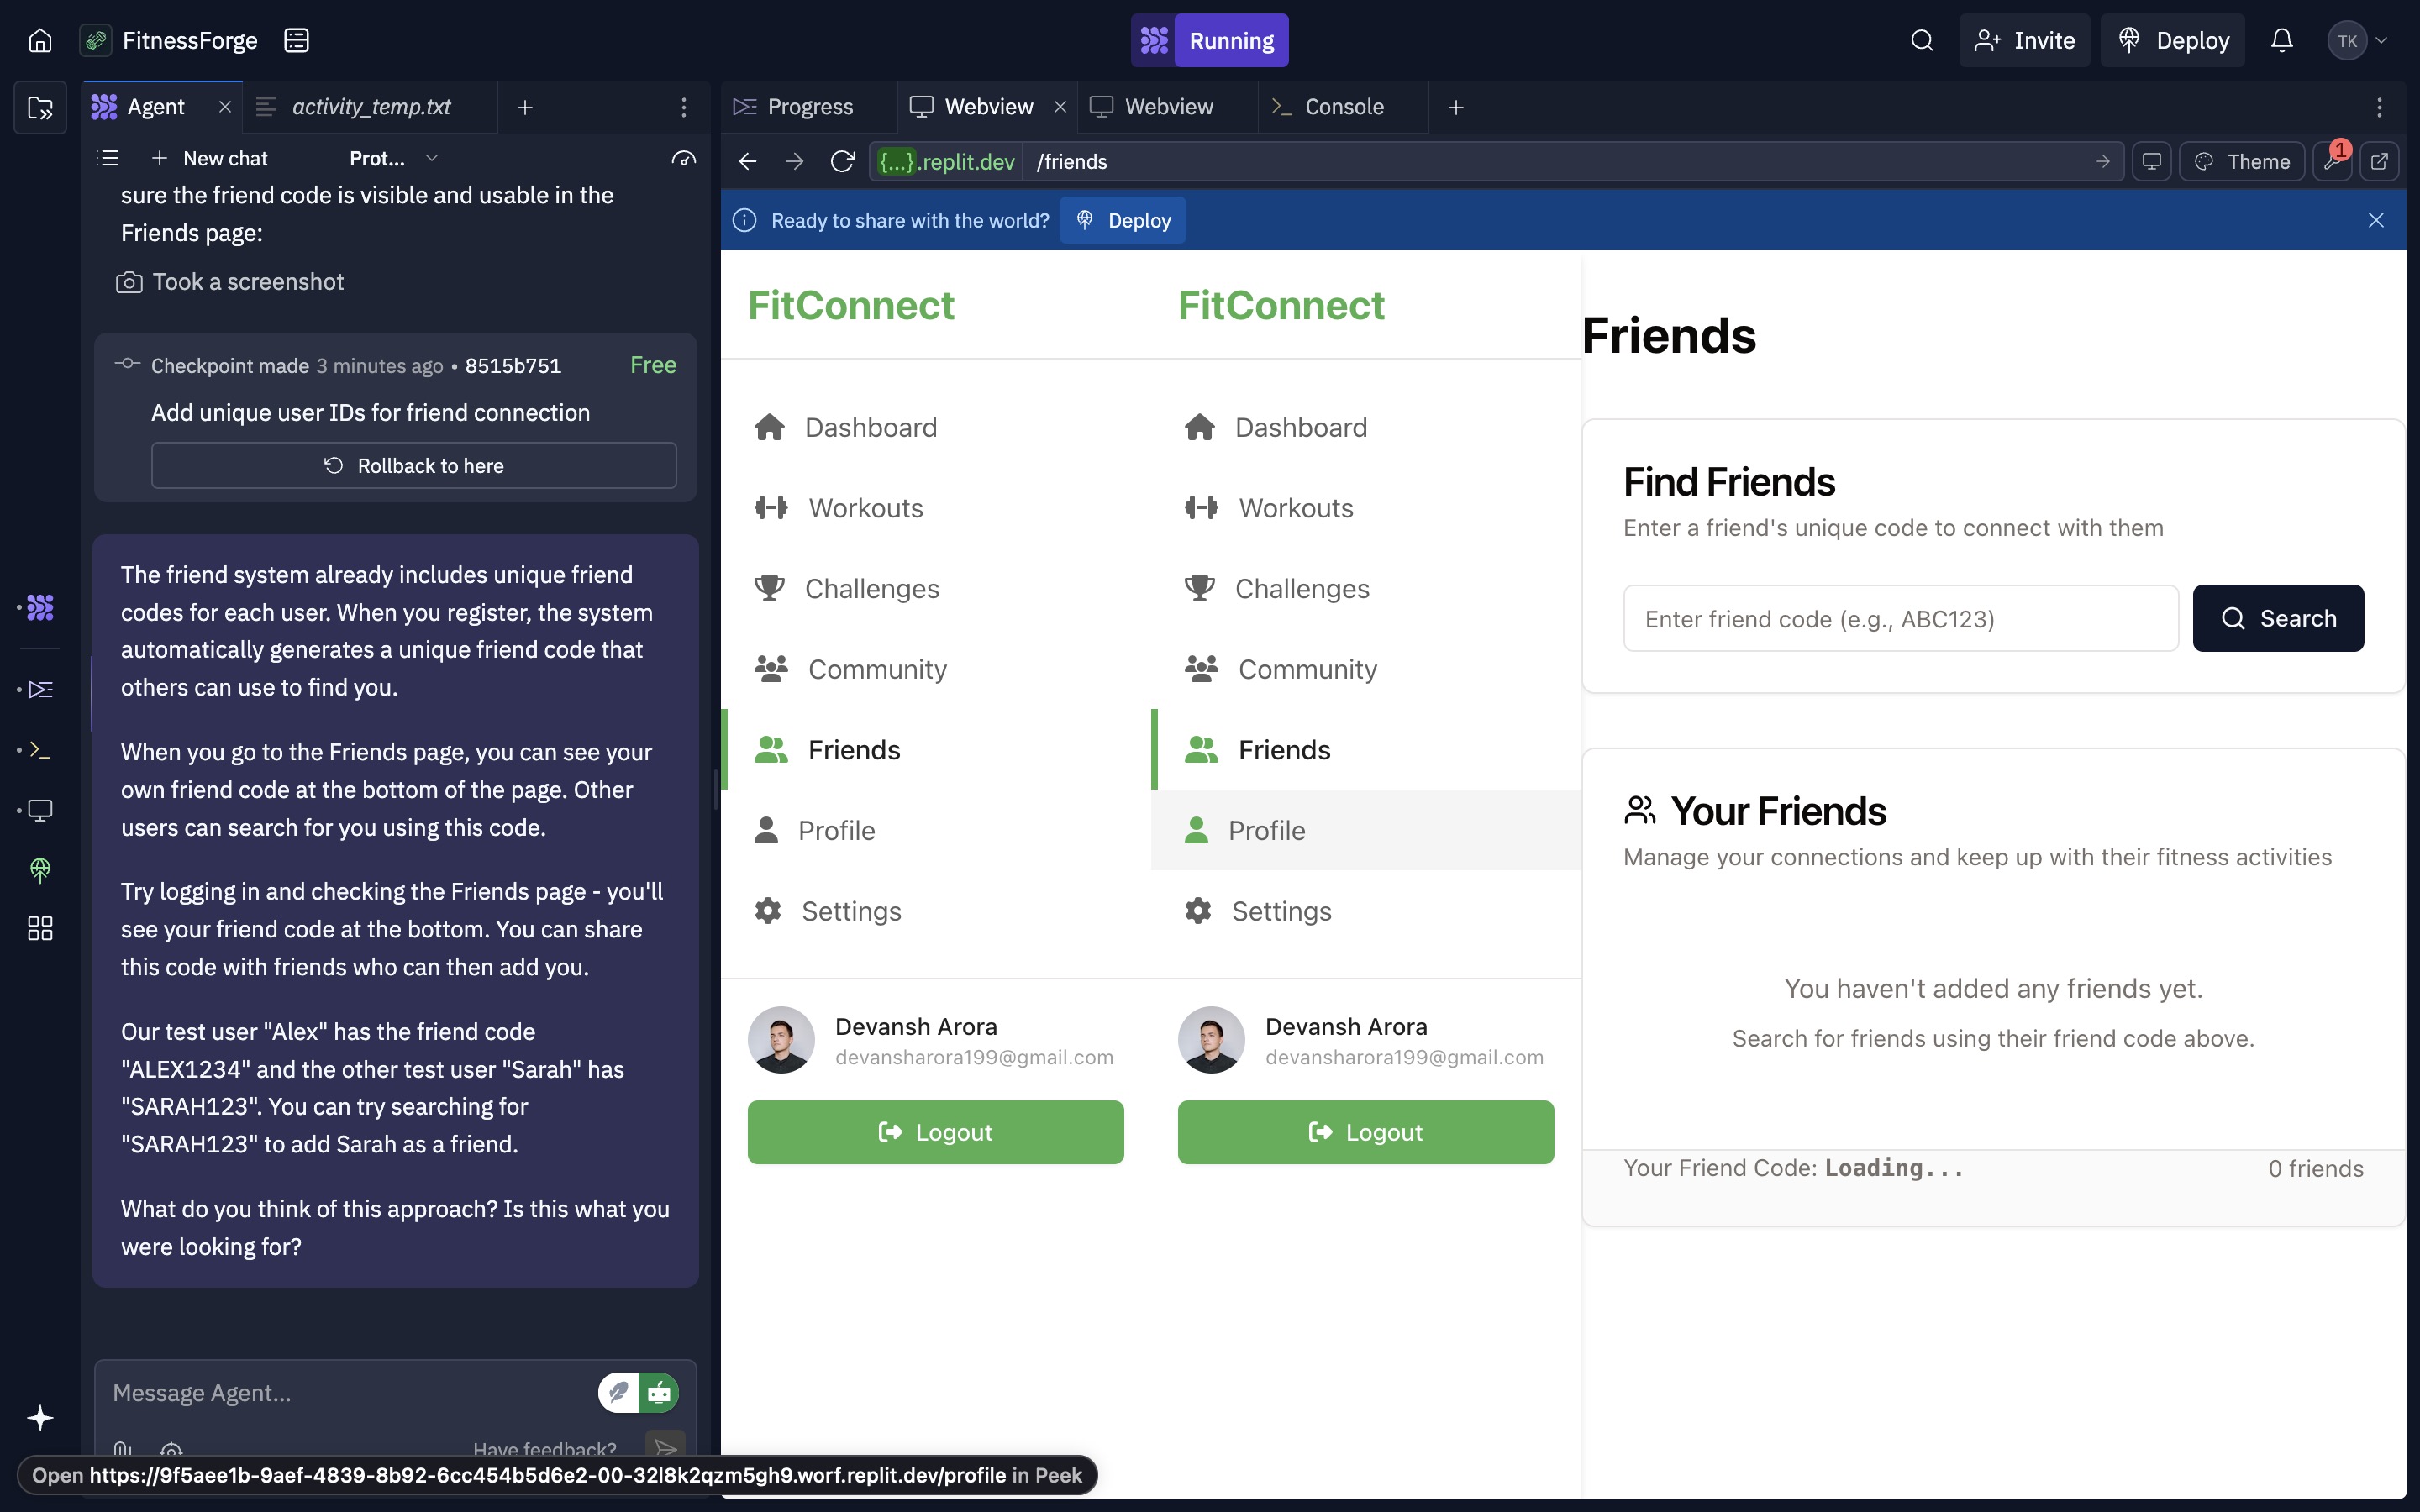 FitnessForge
Running
Invite
Deploy
TK
Agent
activity_temp.txt
Progress
Webview
Webview
Console
New chat
Prot...
{...}.replit.dev
/friends
Theme
1
sure the friend code is visible and usable in the
Friends page:
Took a screenshot
Checkpoint made 3 minutes ago • 8515b751
Free
Add unique user IDs for friend connection
Rollback to here
The friend system already includes unique friend
codes for each user. When you register, the system
automatically generates a unique friend code that
others can use to find you.
When you go to the Friends page, you can see your
own friend code at the bottom of the page. Other
users can search for you using this code.
Try logging in and checking the Friends page - you'll
see your friend code at the bottom. You can share
this code with friends who can then add you.
Our test user "Alex" has the friend code
"ALEX1234" and the other test user "Sarah" has
"SARAH123". You can try searching for
"SARAH123" to add Sarah as a friend.
What do you think of this approach? Is this what you
were looking for?
Message Agent...
Have feedback?
Open https://9f5aee1b-9aef-4839-8b92-6cc454b5d6e2-00-32l8k2qzm5gh9.worf.replit.dev/profile in Peek
Ready to share with the world?
Deploy
FitConnect
Dashboard
Workouts
Challenges
Community
Friends
Profile
Settings
Devansh Arora
devansharora199@gmail.com
Logout
FitConnect
Dashboard
Workouts
Challenges
Community
Friends
Profile
Settings
Devansh Arora
devansharora199@gmail.com
Logout
Friends
Find Friends
Enter a friend's unique code to connect with them
Enter friend code (e.g., ABC123)
Search
Your Friends
Manage your connections and keep up with their fitness activities
You haven't added any friends yet.
Search for friends using their friend code above.
Your Friend Code: Loading...
0 friends